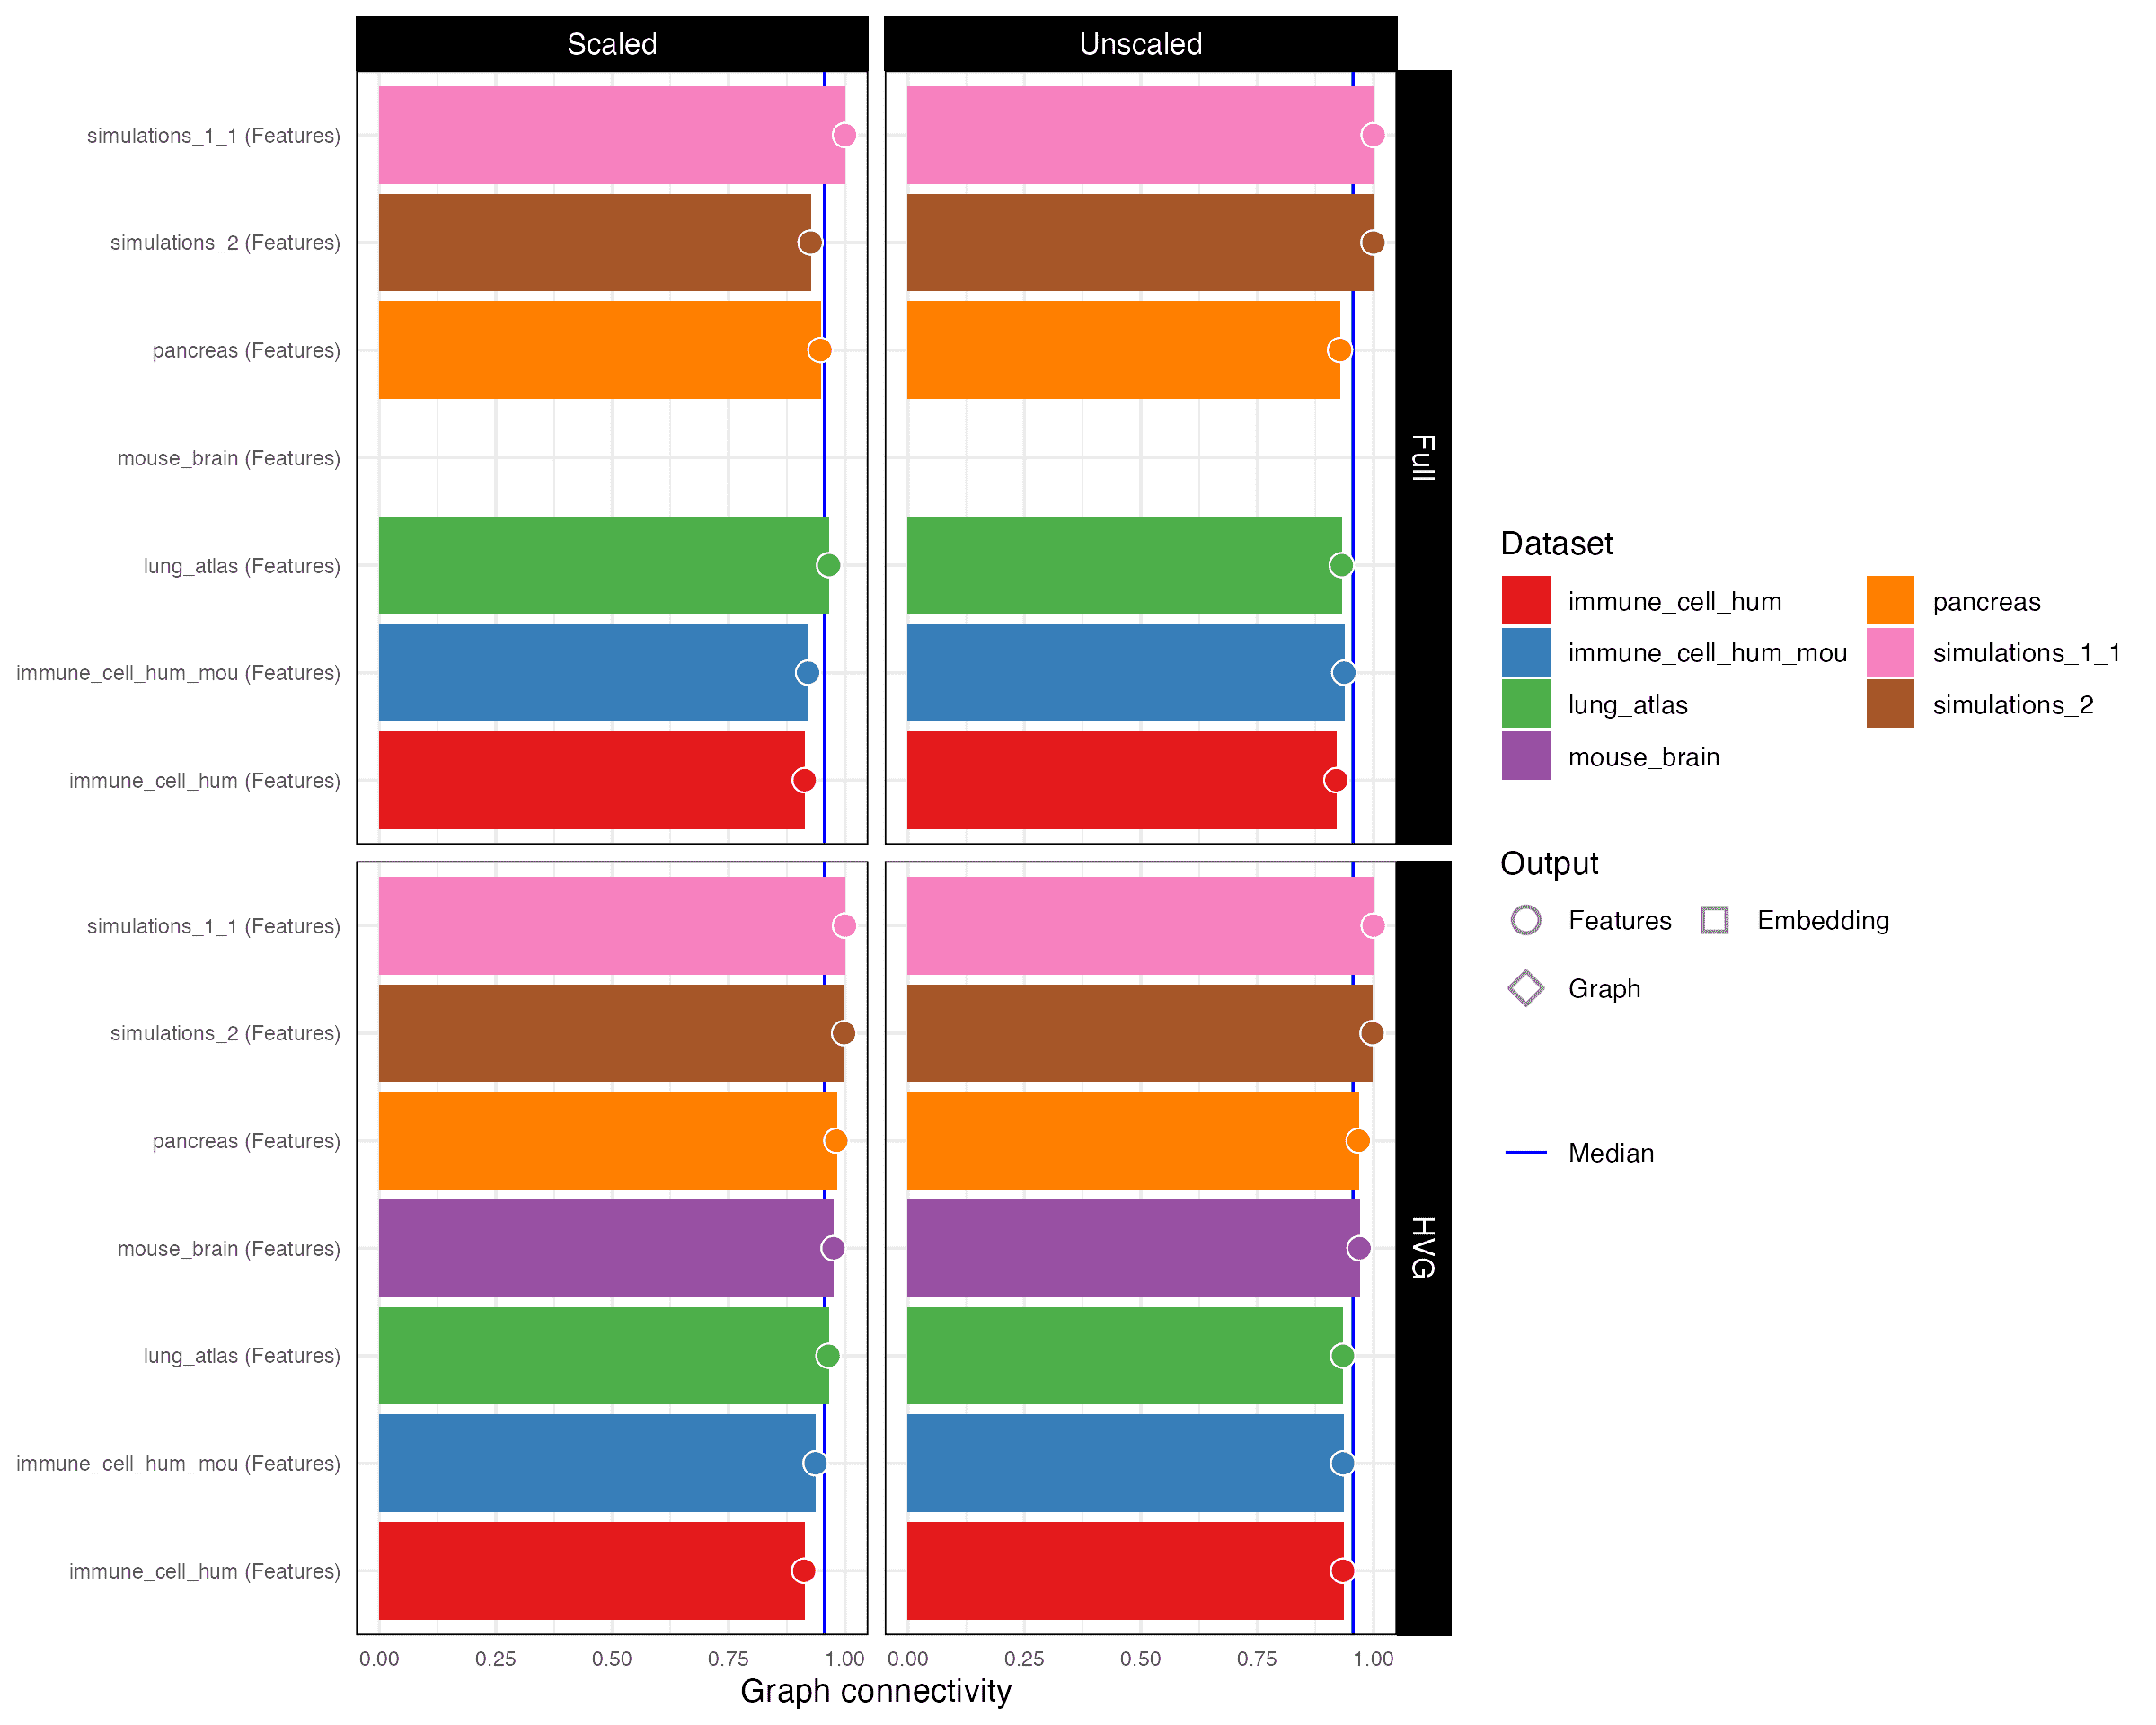 Scaled
Unscaled
simulations_1_1 (Features)
simulations_2 (Features)
pancreas (Features)
mouse_brain (Features)
lung_atlas (Features)
immune_cell_hum_mou (Features)
immune_cell_hum (Features)
Full
simulations_1_1 (Features)
simulations_2 (Features)
pancreas (Features)
mouse_brain (Features)
lung_atlas (Features)
immune_cell_hum_mou (Features)
immune_cell_hum (Features)
HVG
0.00 0.25 0.50 0.75 1.00 0.00 0.25 0.50 0.75 1.00
Graph connectivity
Dataset
immune_cell_hum
immune_cell_hum_mou
lung_atlas
mouse_brain
pancreas
simulations_1_1
simulations_2
Output
Features
Embedding
Graph
Median